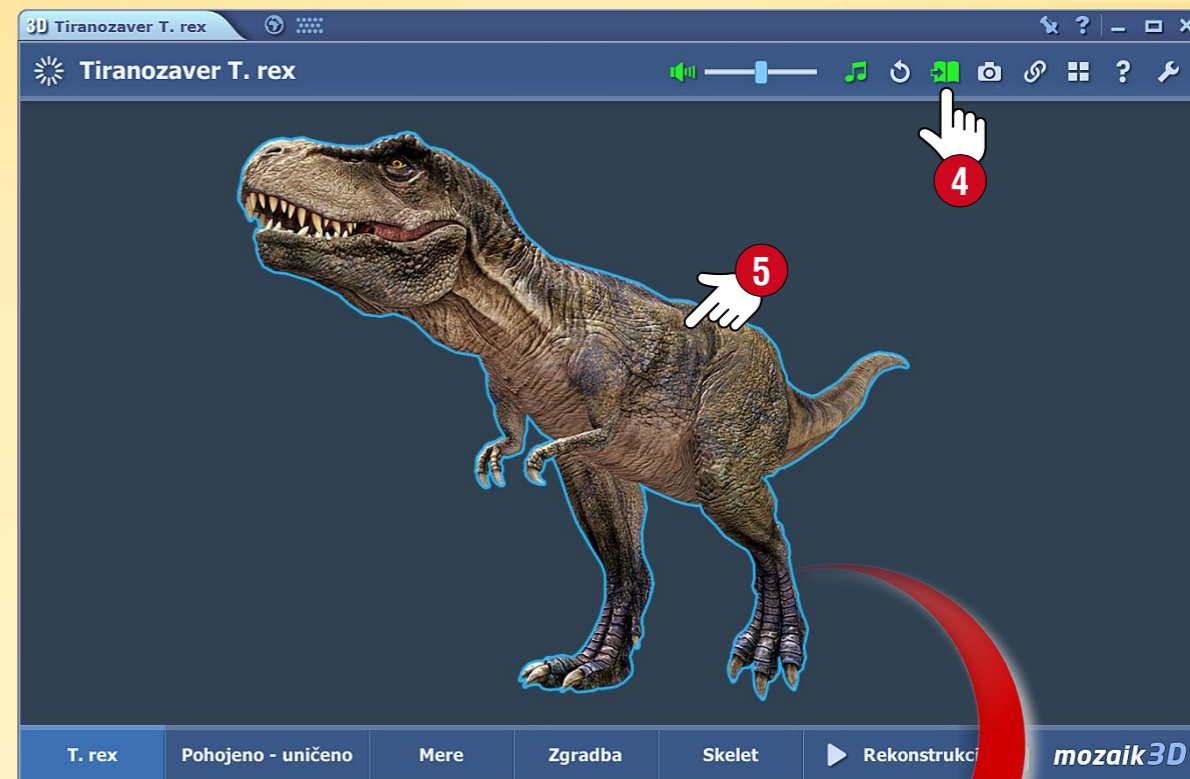 3D Tiranozaver T. rex
Tiranozaver T. rex
4
5
T. rex Pohojeno - uničeno Mere Zgradba Skelet Rekonstrukci mozaik3D